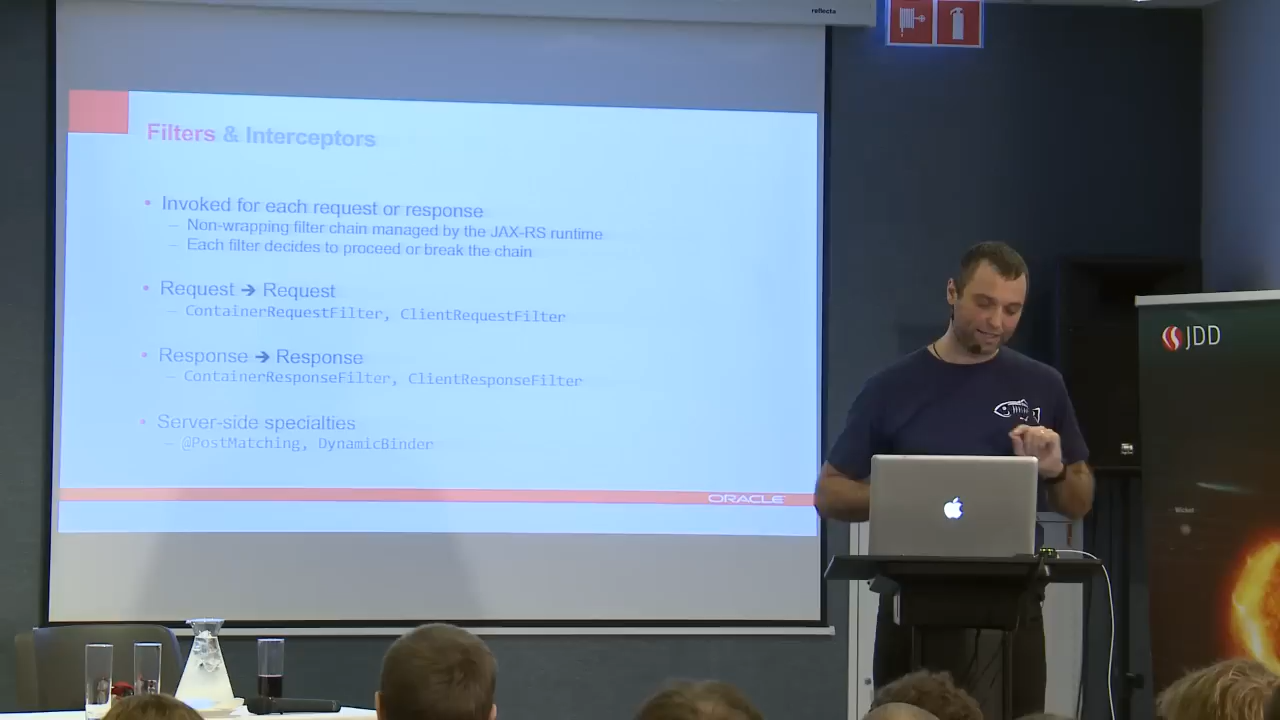 reflecta
Filters & Interceptors
• Invoked for each request or response
– Non-wrapping filter chain managed by the JAX-RS runtime
– Each filter decides to proceed or break the chain
• Request ➔ Request
– ContainerRequestFilter, ClientRequestFilter
• Response ➔ Response
– ContainerResponseFilter, ClientResponseFilter
• Server-side specialties
– @PostMatching, DynamicBinder
ORACLE
JDD
Wicket